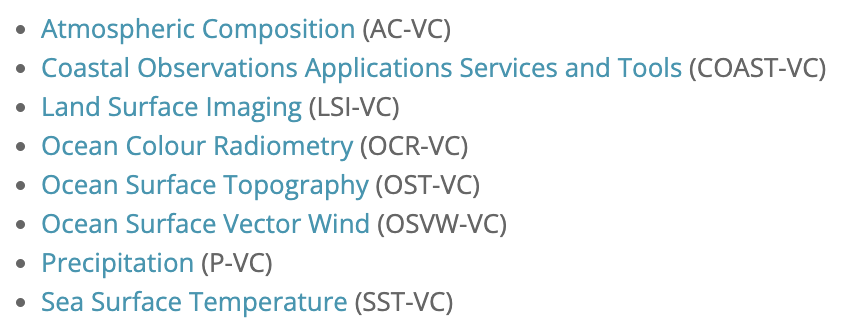 • Atmospheric Composition (AC-VC)
• Coastal Observations Applications Services and Tools (COAST-VC)
• Land Surface Imaging (LSI-VC)
• Ocean Colour Radiometry (OCR-VC)
• Ocean Surface Topography (OST-VC)
• Ocean Surface Vector Wind (OSVW-VC)
• Precipitation (P-VC)
• Sea Surface Temperature (SST-VC)